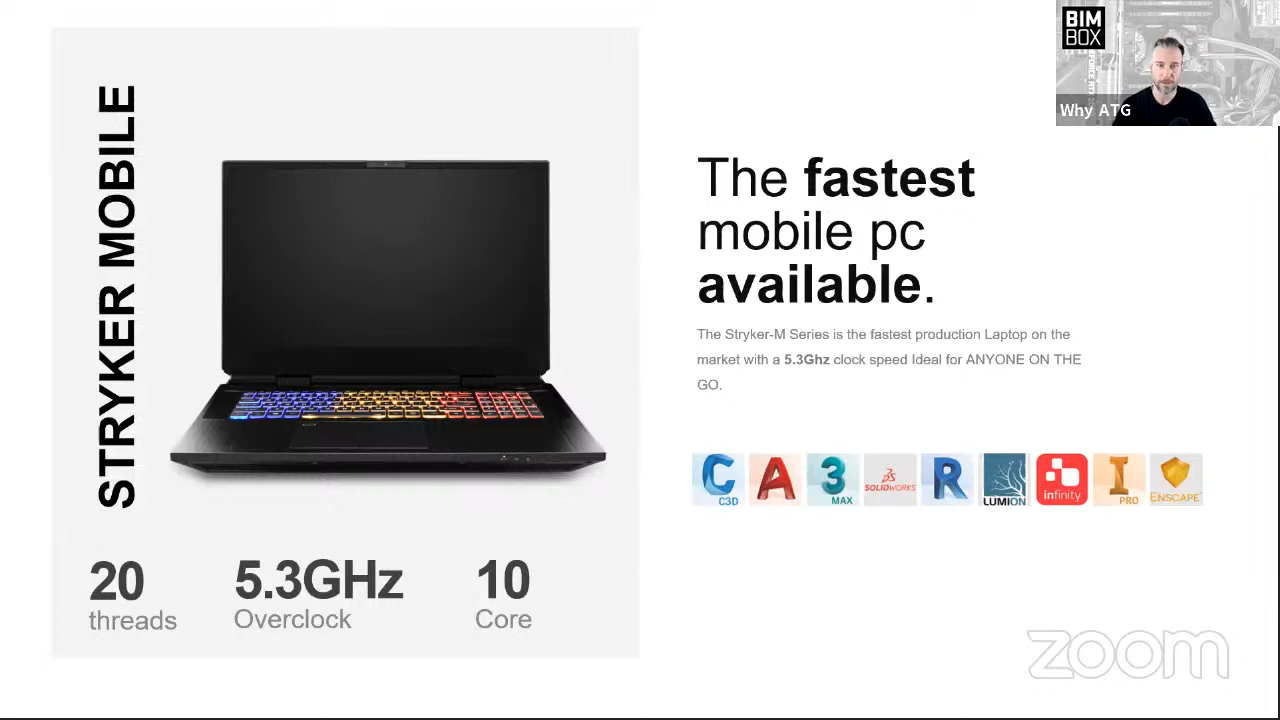 STRYKER MOBILE
20
threads
5.3GHz
Overclock
10
Core
The fastest
mobile pc
available.
The Stryker-M Series is the fastest production Laptop on the
market with a 5.3Ghz clock speed Ideal for ANYONE ON THE
GO.
C3D
A
3
MAX
SOLIDWORKS
R
LUMION
infinity
I
PRO
ENSCAPE
BIM
BOX
Why ATG
zoom